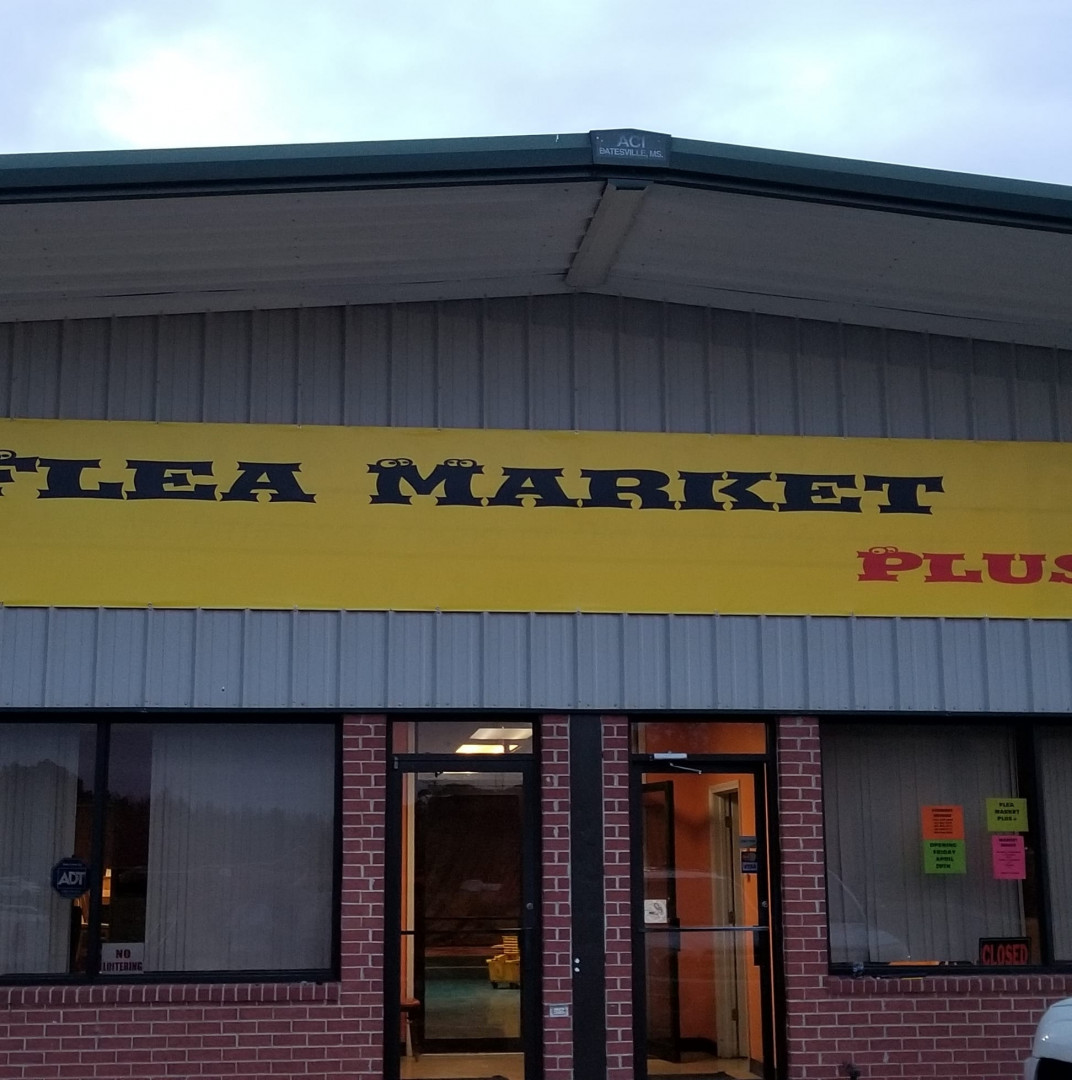 ACI
BATESVILLE, MS.
FLEA MARKET
PLUS
ADT
NO
LOITERING
FLEA
MARKET
PLUS
OPENING
FRIDAY
APRIL
CLOSED